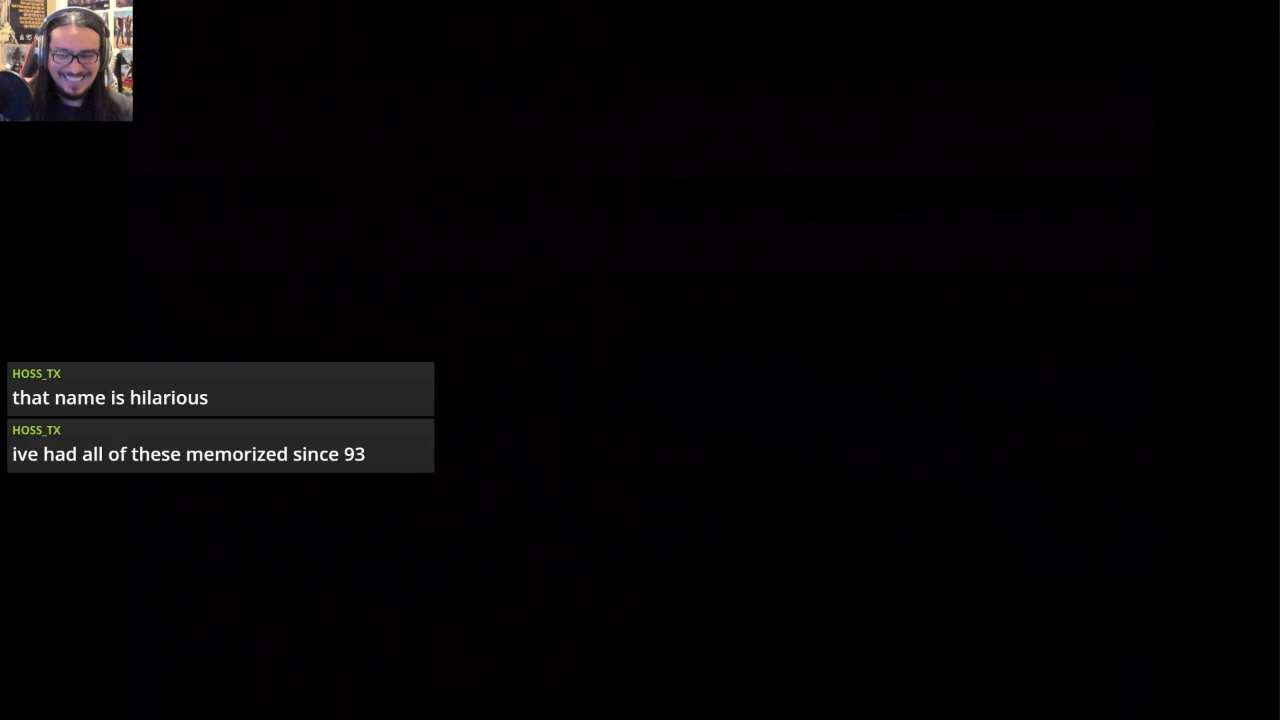 HOSS_TX
that name is hilarious
HOSS_TX
ive had all of these memorized since 93